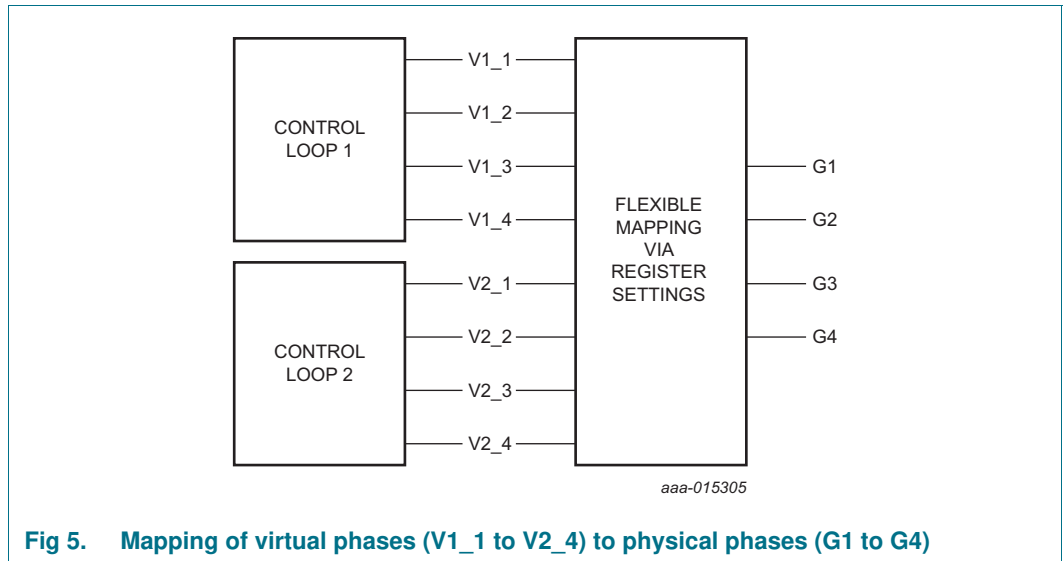 CONTROL
LOOP 1
V1_1
V1_2
V1_3
V1_4
CONTROL
LOOP 2
V2_1
V2_2
V2_3
V2_4
FLEXIBLE
MAPPING
VIA
REGISTER
SETTINGS
G1
G2
G3
G4
aaa-015305
Fig 5. Mapping of virtual phases (V1_1 to V2_4) to physical phases (G1 to G4)